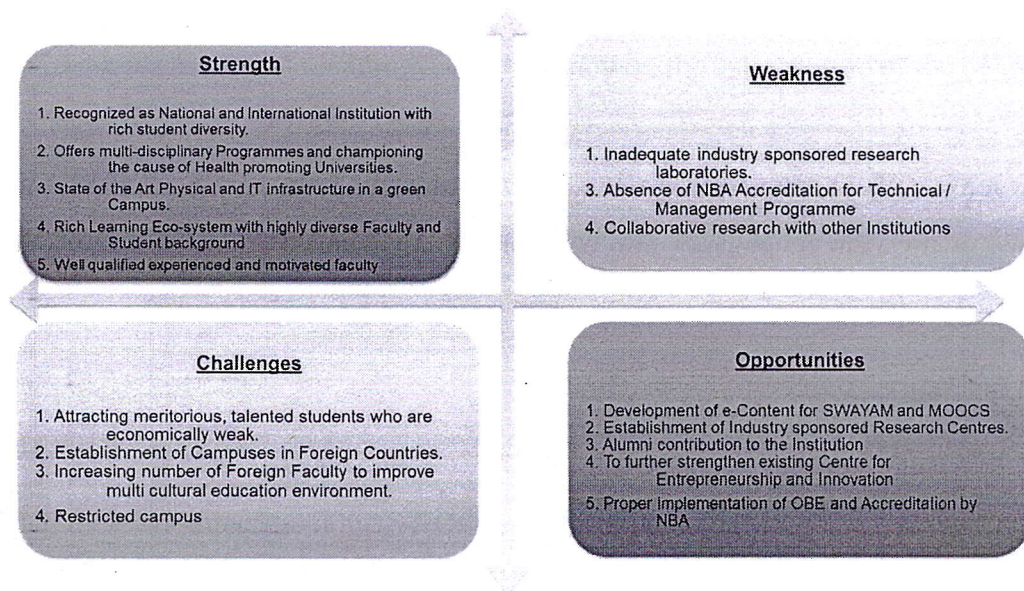 Strength
1. Recognized as National and International Institution with
rich student diversity.
2. Offers multi-disciplinary Programmes and championing
the cause of Health promoting Universities.
3. State of the Art Physical and IT infrastructure in a green
Campus.
4. Rich Learning Eco-system with highly diverse Faculty and
Student background
5. Well qualified experienced and motivated faculty
Weakness
1. Inadequate industry sponsored research
laboratories.
3. Absence of NBA Accreditation for Technical /
Management Programme
4. Collaborative research with other Institutions
Challenges
1. Attracting meritorious, talented students who are
economically weak.
2. Establishment of Campuses in Foreign Countries.
3. Increasing number of Foreign Faculty to improve
multi cultural education environment.
4. Restricted campus
Opportunities
1. Development of e-Content for SWAYAM and MOOCS
2. Establishment of Industry sponsored Research Centres.
3. Alumni contribution to the Institution
4. To further strengthen existing Centre for
Entrepreneurship and Innovation
5. Proper Implementation of OBE and Accreditation by
NBA